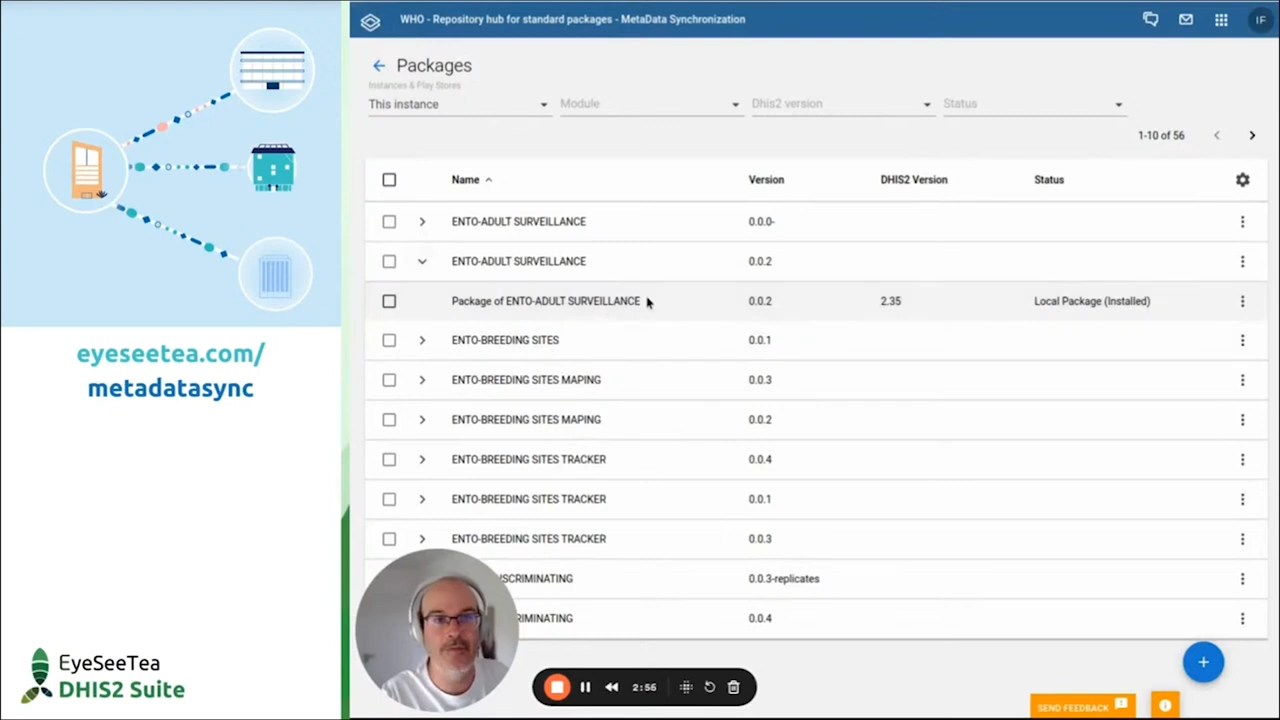 eyeseetea.com/
metadatasync
EyeSeeTea
DHIS2 Suite
WHO - Repository hub for standard packages - MetaData Synchronization
IF
Packages
Instances & Play Stores
This instance
Module
Dhis2 version
Status
1-10 of 56
Name Version DHIS2 Version Status
ENTO-ADULT SURVEILLANCE 0.0.0-
ENTO-ADULT SURVEILLANCE 0.0.2
Package of ENTO-ADULT SURVEILLANCE 0.0.2 2.35 Local Package (Installed)
ENTO-BREEDING SITES 0.0.1
ENTO-BREEDING SITES MAPING 0.0.3
ENTO-BREEDING SITES MAPING 0.0.2
ENTO-BREEDING SITES TRACKER 0.0.4
ENTO-BREEDING SITES TRACKER 0.0.1
ENTO-BREEDING SITES TRACKER 0.0.3
SCRIMINATING 0.0.3-replicates
RIMINATING 0.0.4
2:56
SEND FEEDBACK